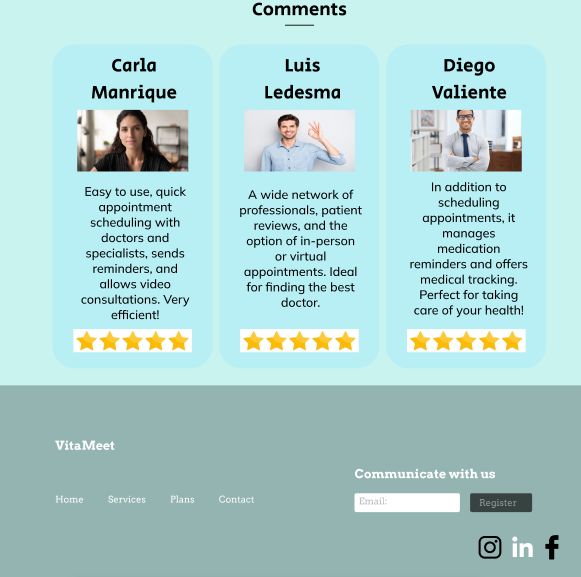 Comments
Carla
Manrique
Easy to use, quick
appointment
scheduling with
doctors and
specialists, sends
reminders, and
allows video
consultations. Very
efficient!
Luis
Ledesma
A wide network of
professionals, patient
reviews, and the
option of in-person
or virtual
appointments. Ideal
for finding the best
doctor.
Diego
Valiente
In addition to
scheduling
appointments, it
manages
medication
reminders and offers
medical tracking.
Perfect for taking
care of your health!
VitaMeet
Home Services Plans Contact
Communicate with us
Email: Register